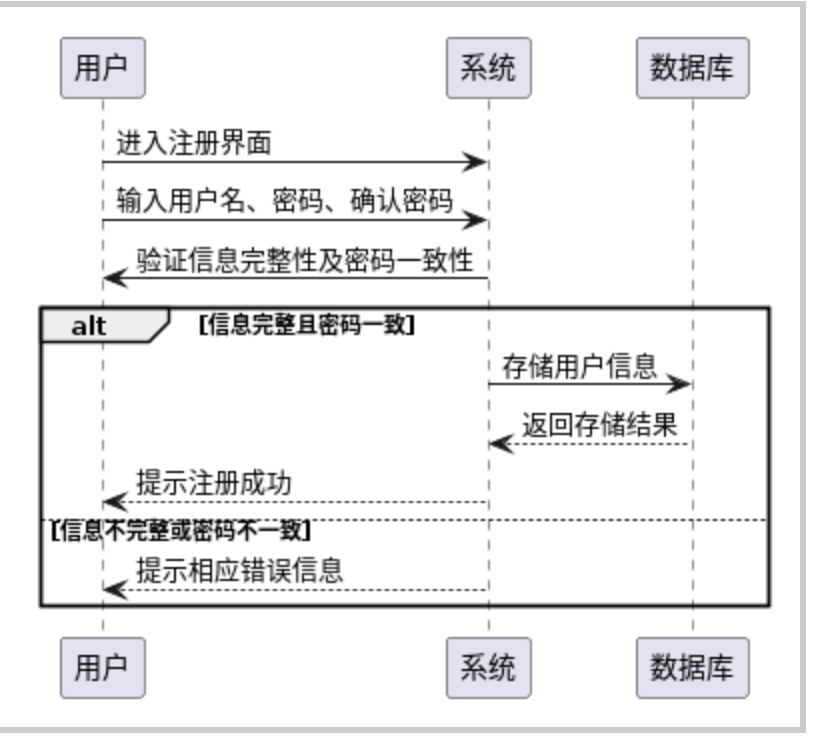 用户 系统 数据库
进入注册界面
输入用户名、密码、确认密码
验证信息完整性及密码一致性
alt [信息完整且密码一致]
存储用户信息
返回存储结果
提示注册成功
[信息不完整或密码不一致]
提示相应错误信息
用户 系统 数据库